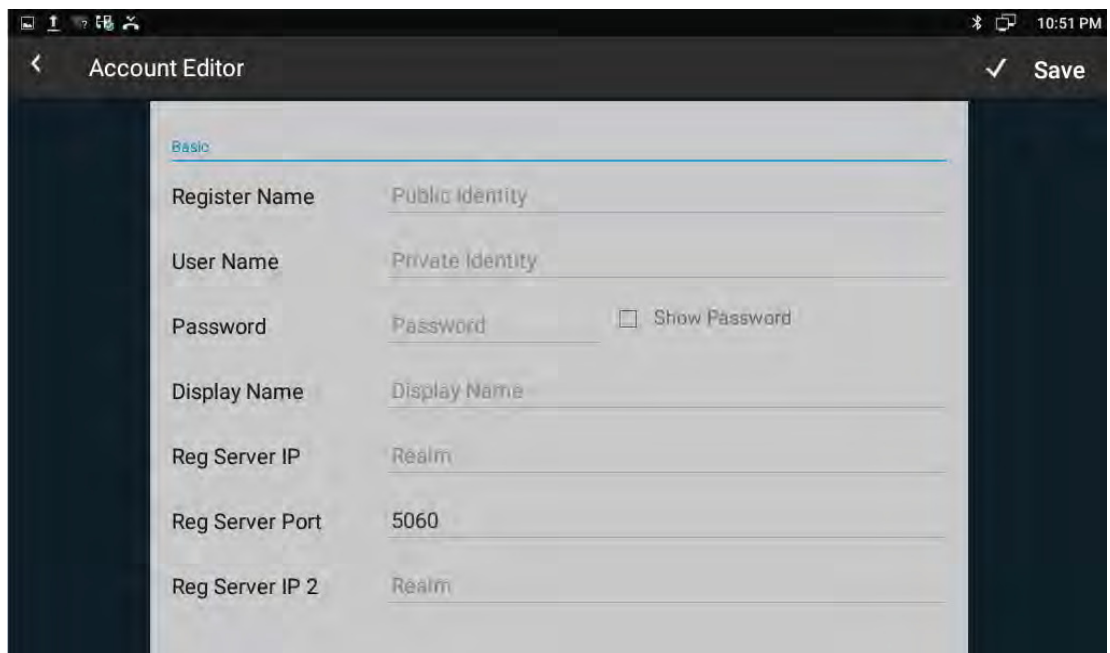 10:51 PM
Account Editor
Save
Basic
Register Name Public Identity
User Name Private Identity
Password Password Show Password
Display Name Display Name
Reg Server IP Realm
Reg Server Port 5060
Reg Server IP 2 Realm